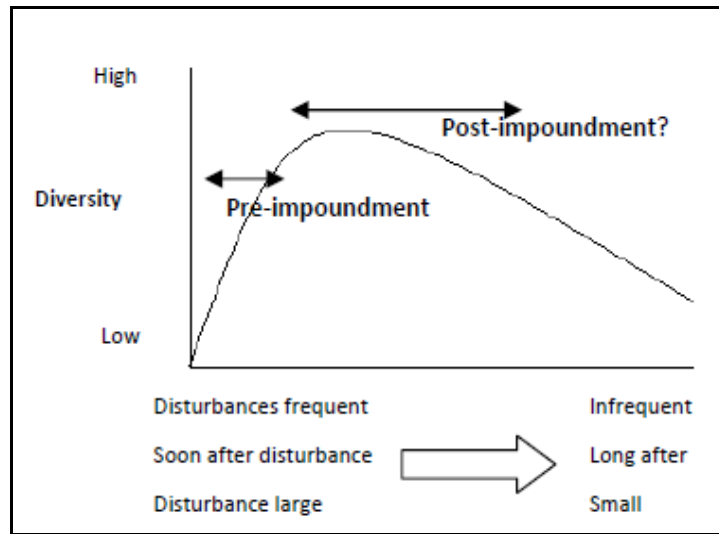 High
Post-impoundment?
Diversity
Pre-impoundment
Low
Disturbances frequent Infrequent
Soon after disturbance Long after
Disturbance large Small